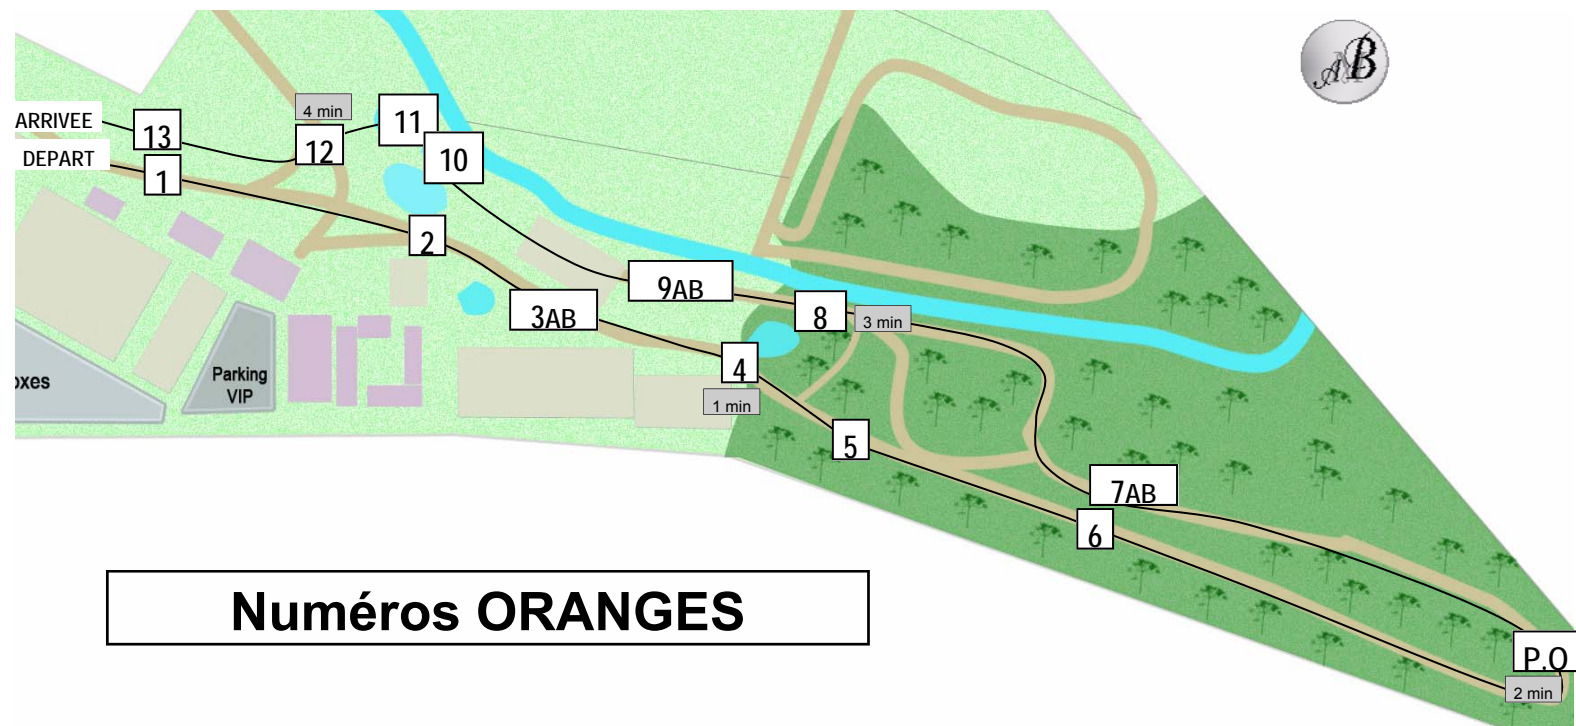 ARRIVEE
13
4 min
12
11
10
DEPART
1
2
9AB
3AB
8
3 min
4
1 min
Parking
VIP
oxes
5
7AB
6
P.O
2 min
Numéros ORANGES